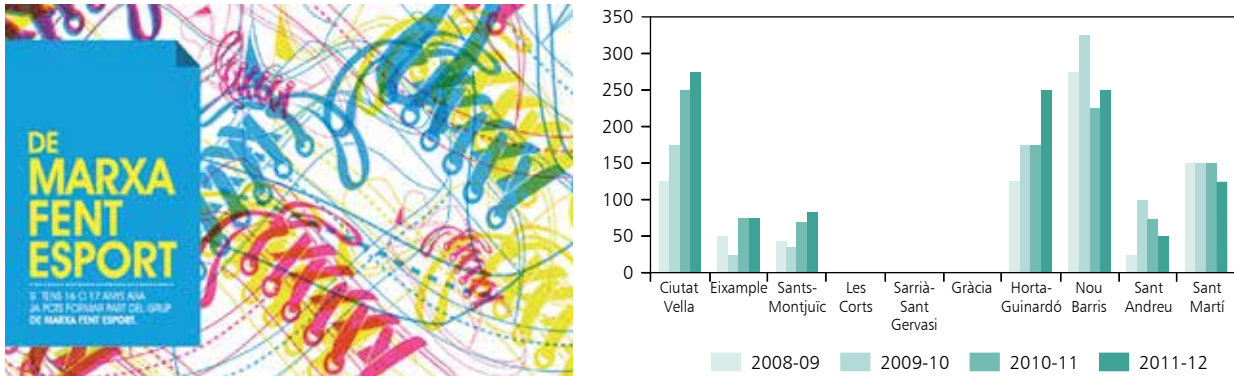 DE
MARXA
FENT
ESPORT
SI TENS 16 O 17 ANYS ARA
JA POTS FORMAR PART DEL GRUP
DE MARXA FENT ESPORT.
350
300
250
200
150
100
50
0
Ciutat
Vella
Eixample
Sants-
Montjuïc
Les
Corts
Sarrià-
Sant
Gervasi
Gràcia
Horta-
Guinardó
Nou
Barris
Sant
Andreu
Sant
Martí
2008-09
2009-10
2010-11
2011-12